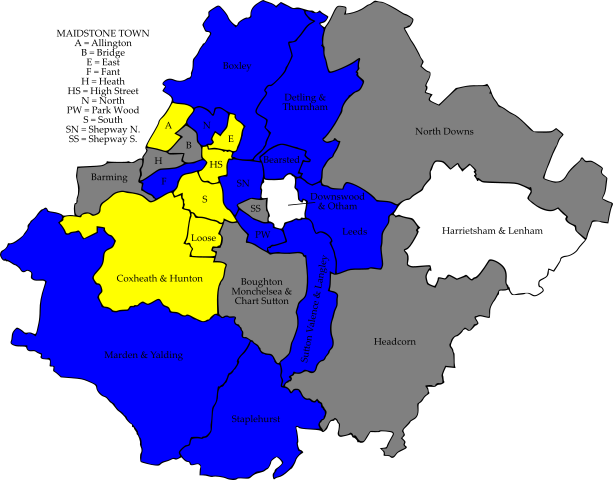 MAIDSTONE TOWN
A = Allington
B = Bridge
E = East
F = Fant
H = Heath
HS = High Street
N = North
PW = Park Wood
S = South
SN = Shepway N.
SS = Shepway S.
Boxley
Detling &
Thurnham
North Downs
A
N
E
B
H
HS
Bearsted
Barming
F
SN
S
SS
Downswood
& Otham
Leeds
Harrietsham & Lenham
Loose
PW
Coxheath & Hunton
Boughton
Monchelsea &
Chart Sutton
Sutton Valence & Langley
Headcorn
Marden & Yalding
Staplehurst